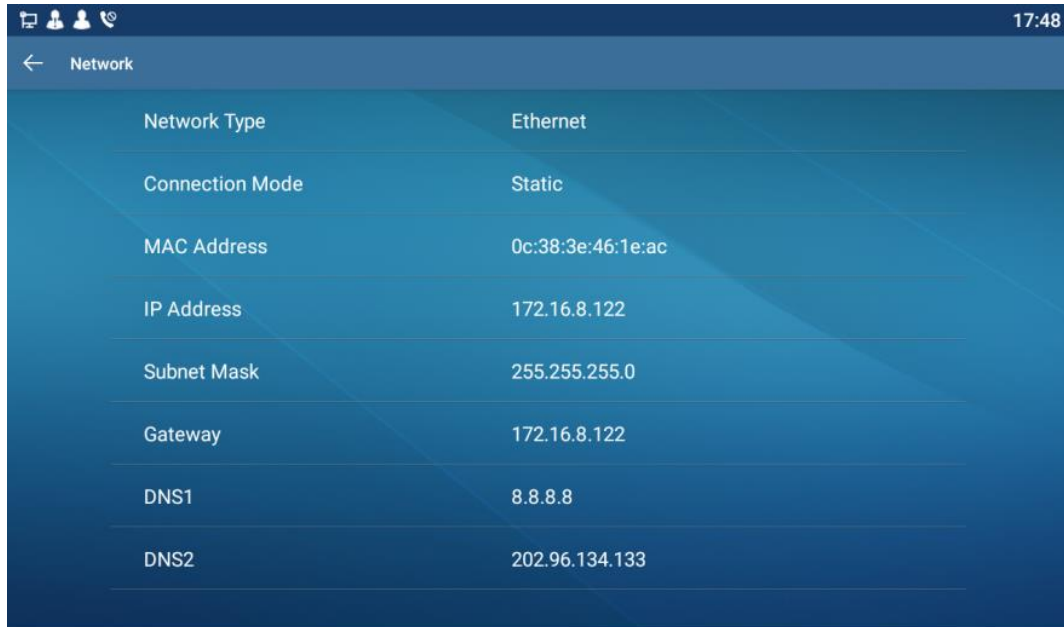 17:48
Network
Network Type Ethernet
Connection Mode Static
MAC Address 0c:38:3e:46:1e:ac
IP Address 172.16.8.122
Subnet Mask 255.255.255.0
Gateway 172.16.8.122
DNS1 8.8.8.8
DNS2 202.96.134.133